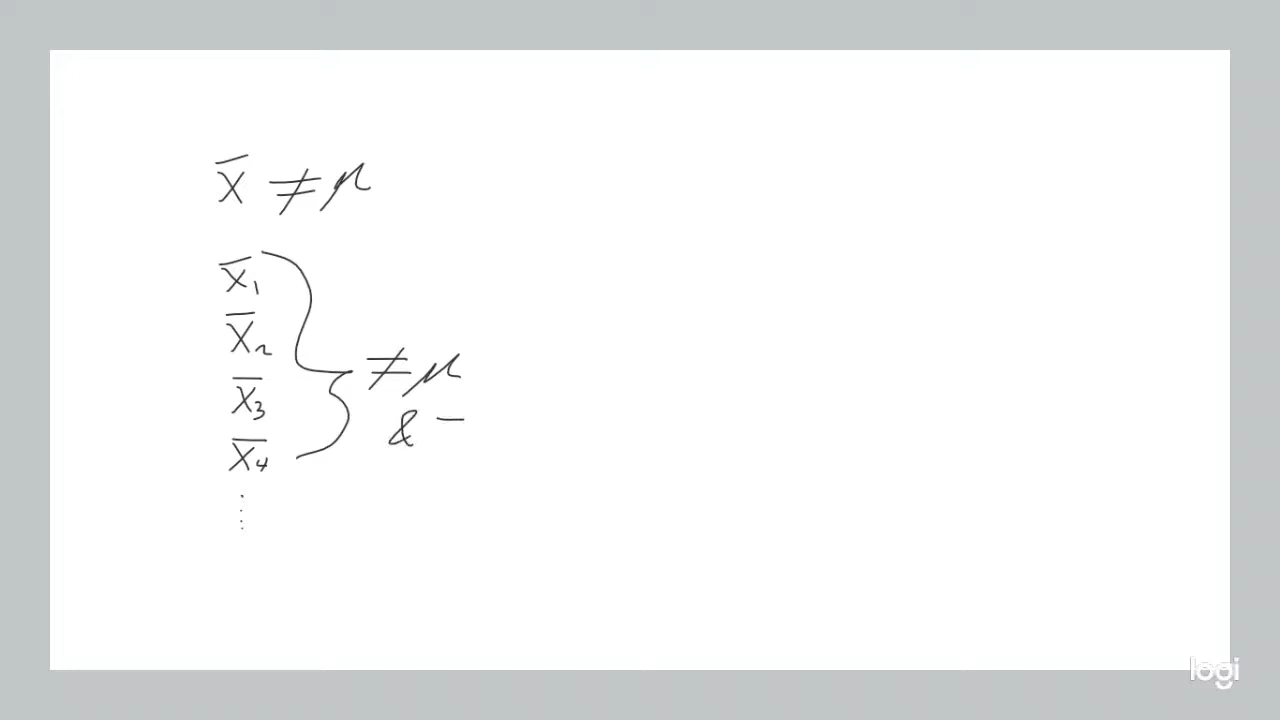 x̄ ≠ μ
x̄₁
x̄₂
x̄₃
x̄₄
⋮
≠ μ
& –
logi